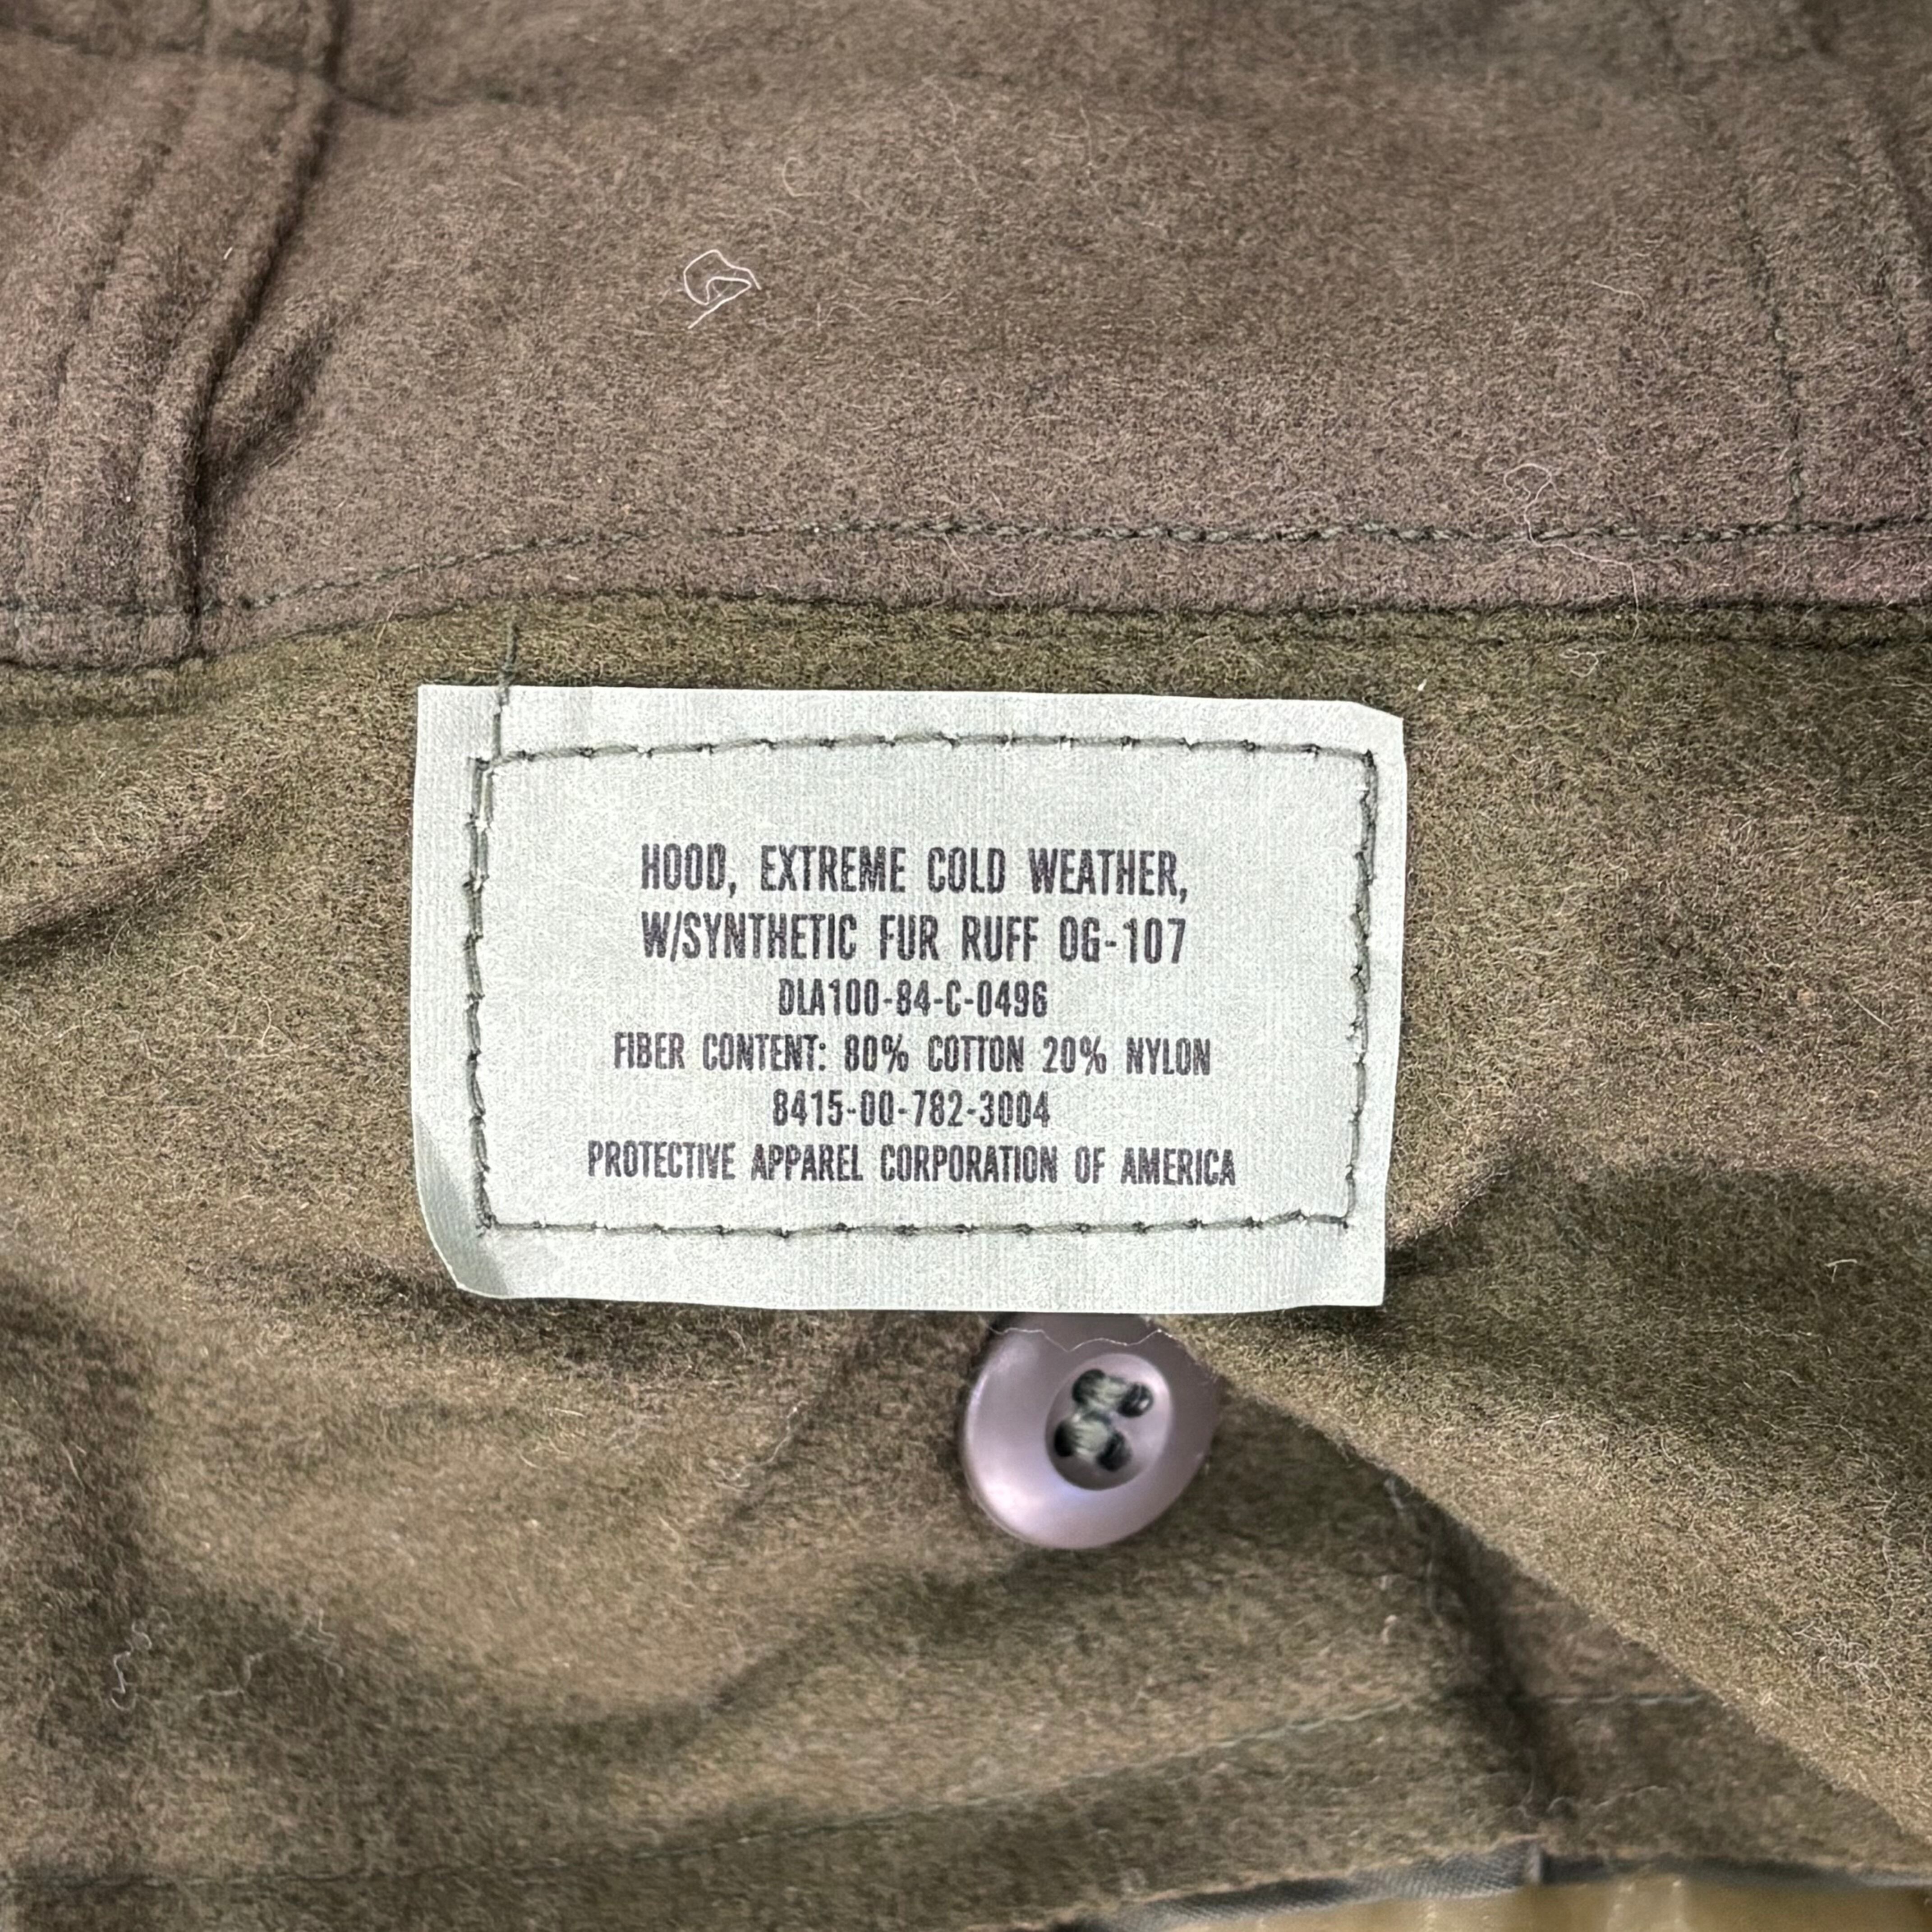 HOOD, EXTREME COLD WEATHER,
W/SYNTHETIC FUR RUFF OG-107
DLA100-84-C-0496
FIBER CONTENT: 80% COTTON 20% NYLON
8415-00-782-3004
PROTECTIVE APPAREL CORPORATION OF AMERICA